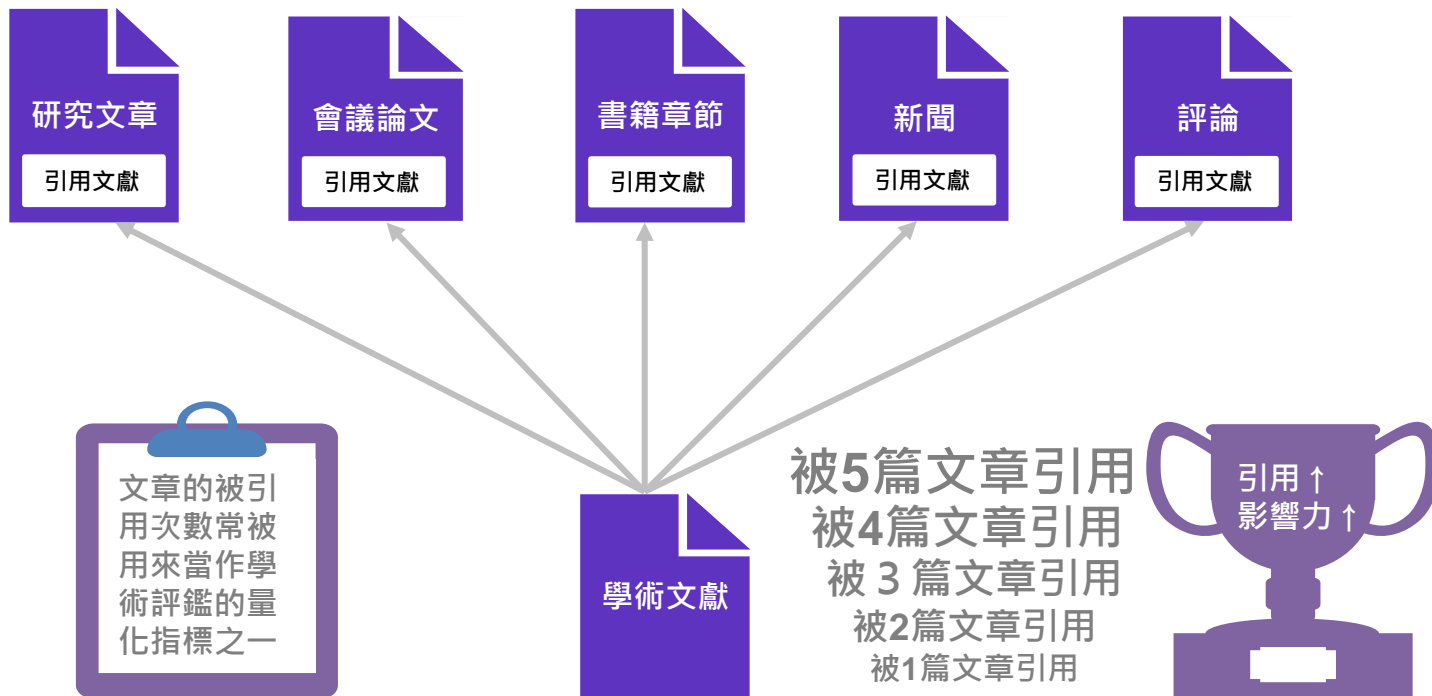 研究文章
引用文獻
會議論文
引用文獻
書籍章節
引用文獻
新聞
引用文獻
評論
引用文獻
文章的被引
用次數常被
用來當作學
術評鑑的量
化指標之一
學術文獻
被5篇文章引用
被4篇文章引用
被 3 篇文章引用
被2篇文章引用
被1篇文章引用
引用 ↑
影響力 ↑